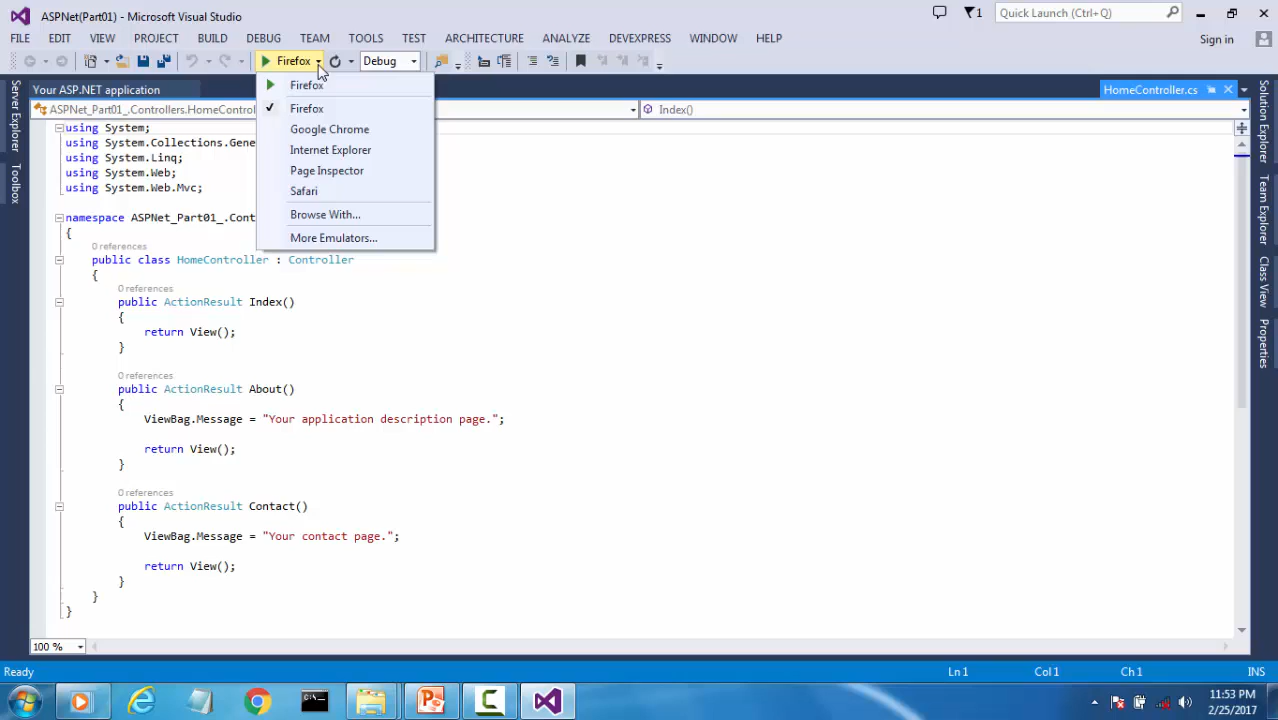 ASPNet(Part01) - Microsoft Visual Studio
1
Quick Launch (Ctrl+Q)
FILE EDIT VIEW PROJECT BUILD DEBUG TEAM TOOLS TEST ARCHITECTURE ANALYZE DEVEXPRESS WINDOW HELP
Sign in
Firefox Debug
Your ASP.NET application
HomeController.cs
ASPNet_Part01_.Controllers.HomeControl
Index()
Firefox
Firefox
Google Chrome
Internet Explorer
Page Inspector
Safari
Browse With...
More Emulators...
Server Explorer
Toolbox
Solution Explorer
Team Explorer
Class View
Properties
using System;
using System.Collections.Gene
using System.Linq;
using System.Web;
using System.Web.Mvc;
namespace ASPNet_Part01_.Cont
{
0 references
public class HomeController : Controller
{
0 references
public ActionResult Index()
{
return View();
}
0 references
public ActionResult About()
{
ViewBag.Message = "Your application description page.";
return View();
}
0 references
public ActionResult Contact()
{
ViewBag.Message = "Your contact page.";
return View();
}
}
}
100 %
Ready
Ln 1 Col 1 Ch 1 INS
11:53 PM
2/25/2017